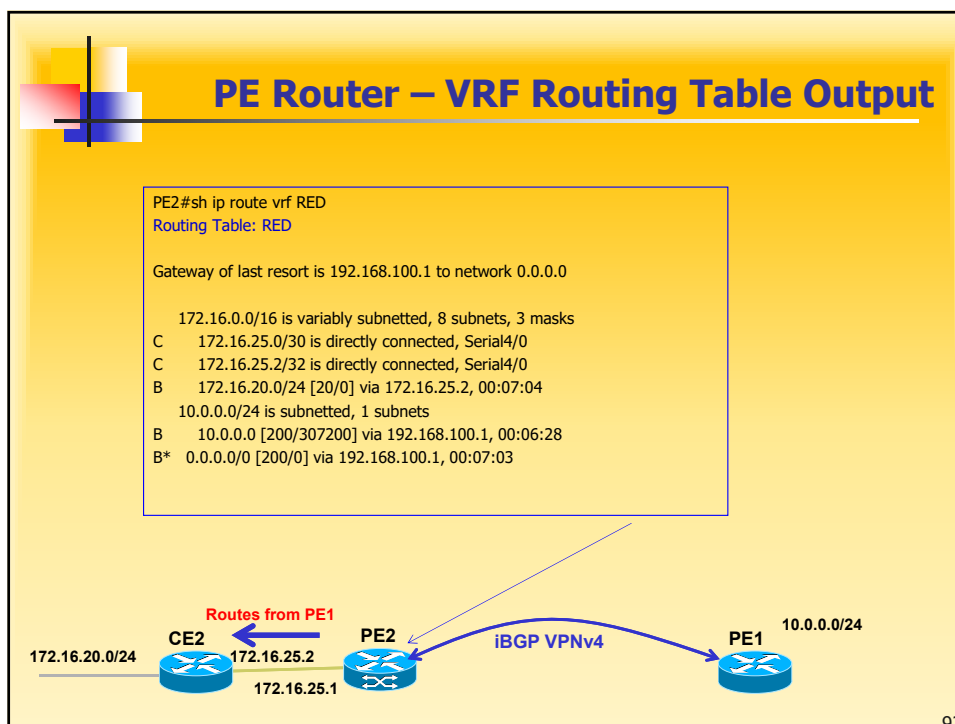 PE Router – VRF Routing Table Output
PE2#sh ip route vrf RED
Routing Table: RED
Gateway of last resort is 192.168.100.1 to network 0.0.0.0
172.16.0.0/16 is variably subnetted, 8 subnets, 3 masks
C 172.16.25.0/30 is directly connected, Serial4/0
C 172.16.25.2/32 is directly connected, Serial4/0
B 172.16.20.0/24 [20/0] via 172.16.25.2, 00:07:04
10.0.0.0/24 is subnetted, 1 subnets
B 10.0.0.0 [200/307200] via 192.168.100.1, 00:06:28
B* 0.0.0.0/0 [200/0] via 192.168.100.1, 00:07:03
Routes from PE1
CE2
PE2
iBGP VPNv4
PE1
10.0.0.0/24
172.16.20.0/24
172.16.25.2
172.16.25.1